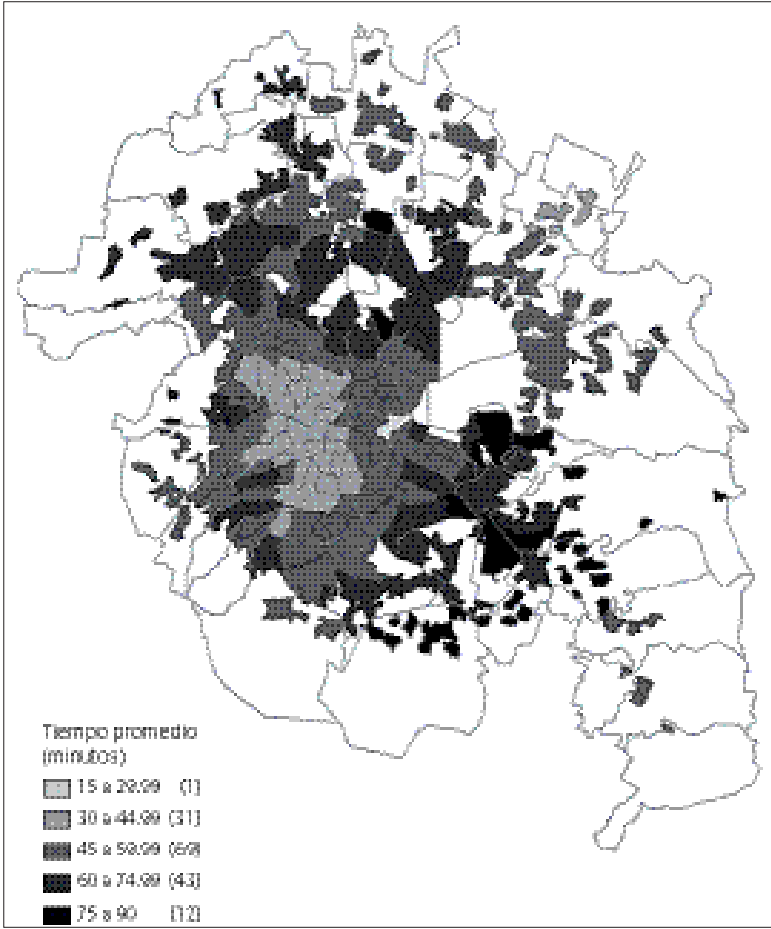 Tiempo promedio
(minutos)
15 a 29.99 (1)
30 a 44.99 (31)
45 a 59.99 (69)
60 a 74.99 (43)
75 a 90 (12)